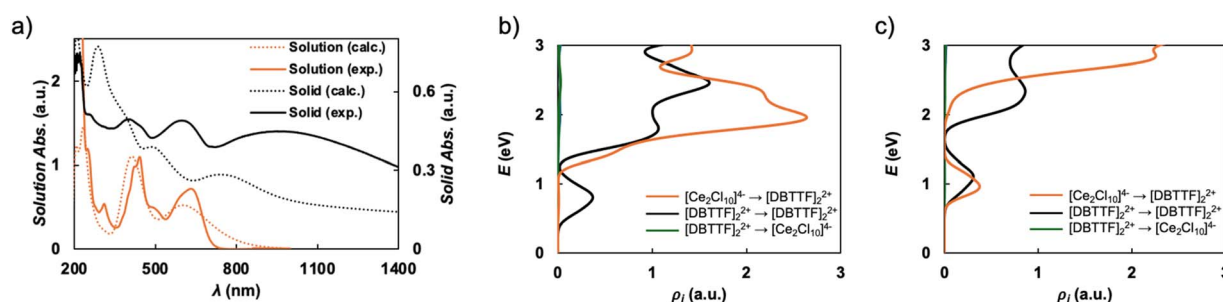 a)
Solution Abs. (a.u.)
2
1
0
Solution (calc.)
Solution (exp.)
Solid (calc.)
Solid (exp.)
0.6
0.3
0
Solid Abs. (a.u.)
200 500 800 1100 1400
λ (nm)
b)
E (eV)
3
2
1
0
[Ce₂Cl₁₀]⁴⁻ → [DBTTF]₂²⁺
[DBTTF]₂²⁺ → [DBTTF]₂²⁺
[DBTTF]₂²⁺ → [Ce₂Cl₁₀]⁴⁻
0 1 2 3
ρᵢ (a.u.)
c)
E (eV)
3
2
1
0
[Ce₂Cl₁₀]⁴⁻ → [DBTTF]₂²⁺
[DBTTF]₂²⁺ → [DBTTF]₂²⁺
[DBTTF]₂²⁺ → [Ce₂Cl₁₀]⁴⁻
0 1 2 3
ρᵢ (a.u.)